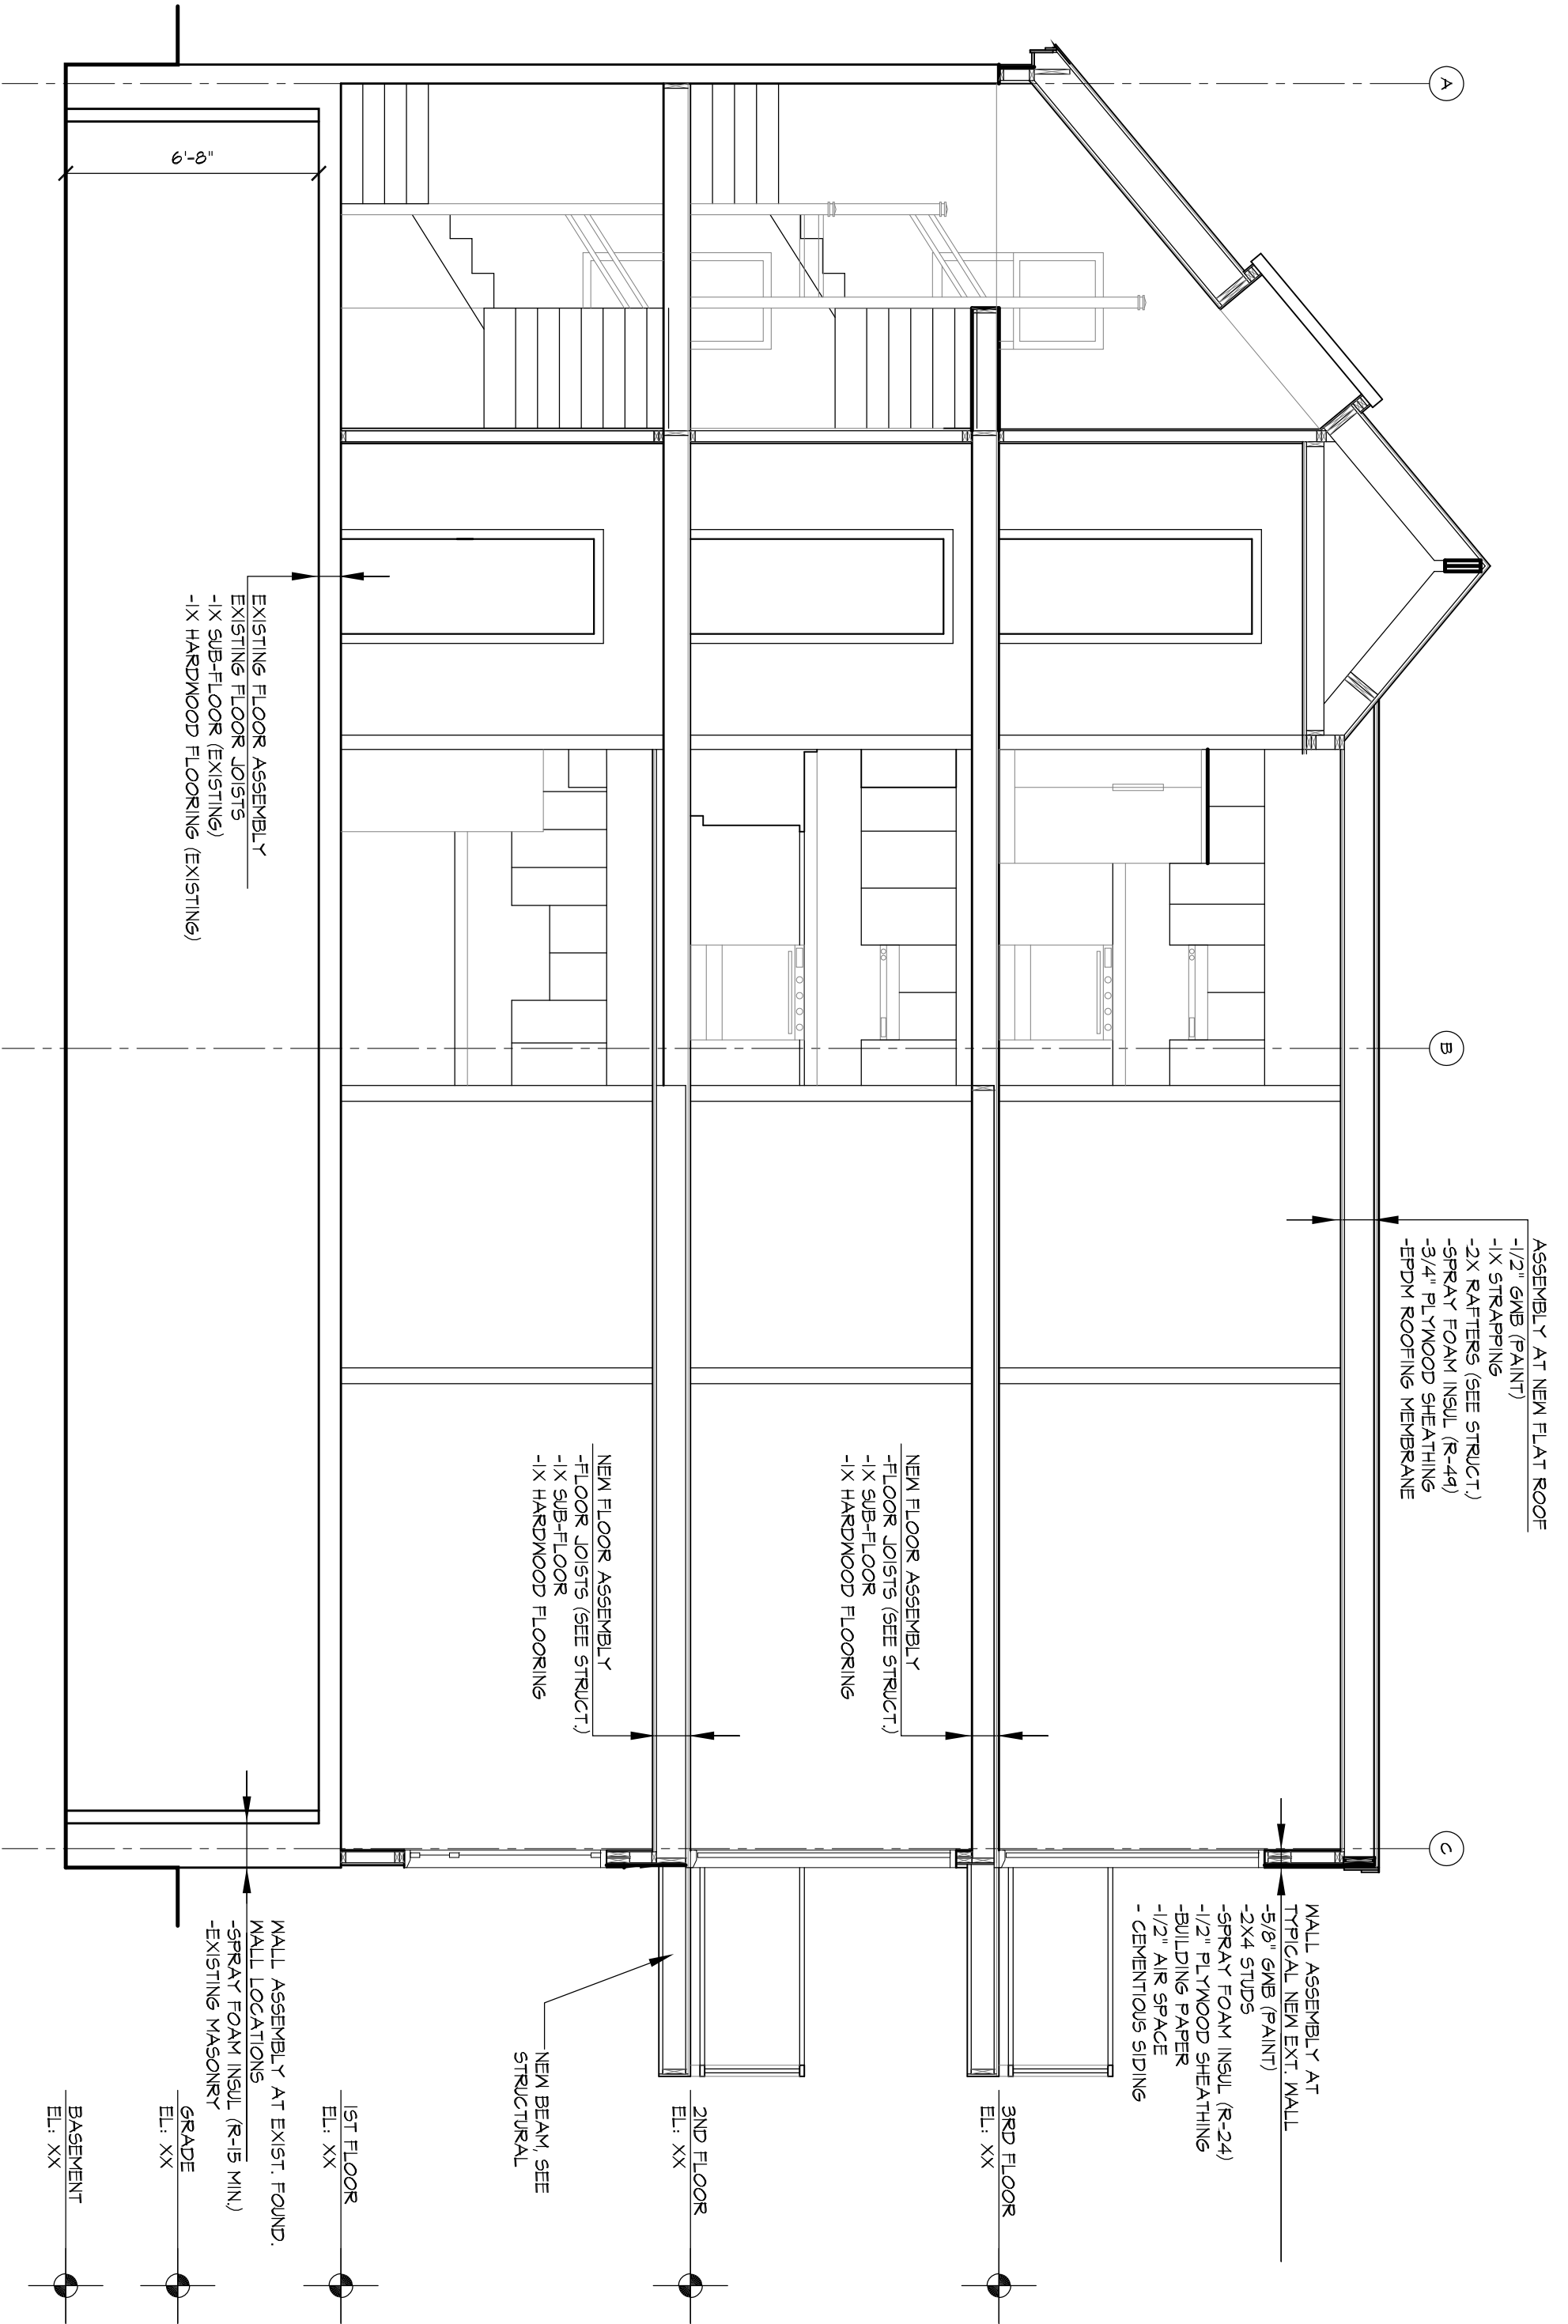 A
B
C
ASSEMBLY AT NEW FLAT ROOF
-1/2" GWB (PAINT)
-1X STRAPPING
-2X RAFTERS (SEE STRUCT.)
-SPRAY FOAM INSUL (R-49)
-3/4" PLYWOOD SHEATHING
-EPDM ROOFING MEMBRANE
WALL ASSEMBLY AT
TYPICAL NEW EXT. WALL
-5/8" GWB (PAINT)
-2X4 STUDS
-SPRAY FOAM INSUL (R-24)
-1/2" PLYWOOD SHEATHING
-BUILDING PAPER
-1/2" AIR SPACE
- CEMENTIOUS SIDING
NEW FLOOR ASSEMBLY
-FLOOR JOISTS (SEE STRUCT.)
-1X SUB-FLOOR
-1X HARDWOOD FLOORING
3RD FLOOR
EL: XX
NEW FLOOR ASSEMBLY
-FLOOR JOISTS (SEE STRUCT.)
-1X SUB-FLOOR
-1X HARDWOOD FLOORING
2ND FLOOR
EL: XX
NEW BEAM, SEE
STRUCTURAL
1ST FLOOR
EL: XX
EXISTING FLOOR ASSEMBLY
EXISTING FLOOR JOISTS
-1X SUB-FLOOR (EXISTING)
-1X HARDWOOD FLOORING (EXISTING)
WALL ASSEMBLY AT EXIST. FOUND.
WALL LOCATIONS
-SPRAY FOAM INSUL (R-15 MIN.)
-EXISTING MASONRY
6'-8"
GRADE
EL: XX
BASEMENT
EL: XX